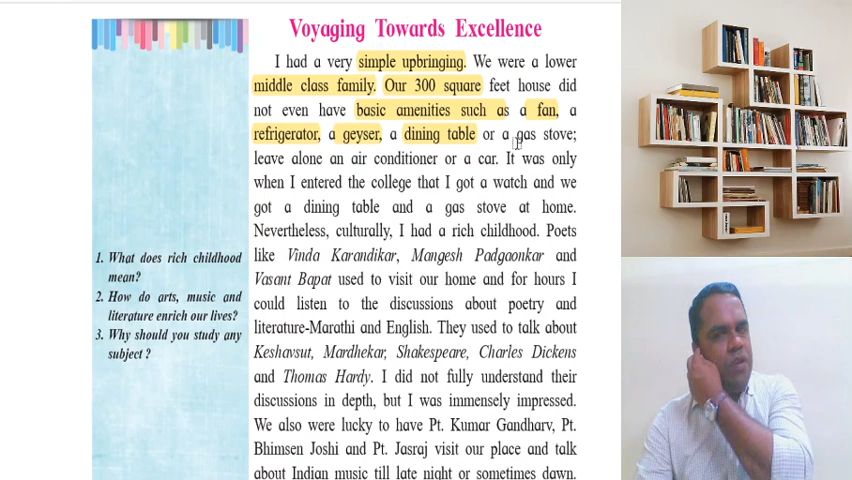 Voyaging Towards Excellence
I had a very simple upbringing. We were a lower
middle class family. Our 300 square feet house did
not even have basic amenities such as a fan, a
refrigerator, a geyser, a dining table or a gas stove;
leave alone an air conditioner or a car. It was only
when I entered the college that I got a watch and we
got a dining table and a gas stove at home.
Nevertheless, culturally, I had a rich childhood. Poets
like Vinda Karandikar, Mangesh Padgaonkar and
Vasant Bapat used to visit our home and for hours I
could listen to the discussions about poetry and
literature-Marathi and English. They used to talk about
Keshavsut, Mardhekar, Shakespeare, Charles Dickens
and Thomas Hardy. I did not fully understand their
discussions in depth, but I was immensely impressed.
We also were lucky to have Pt. Kumar Gandharv, Pt.
Bhimsen Joshi and Pt. Jasraj visit our place and talk
about Indian music till late night or sometimes dawn.
1. What does rich childhood
mean?
2. How do arts, music and
literature enrich our lives?
3. Why should you study any
subject ?